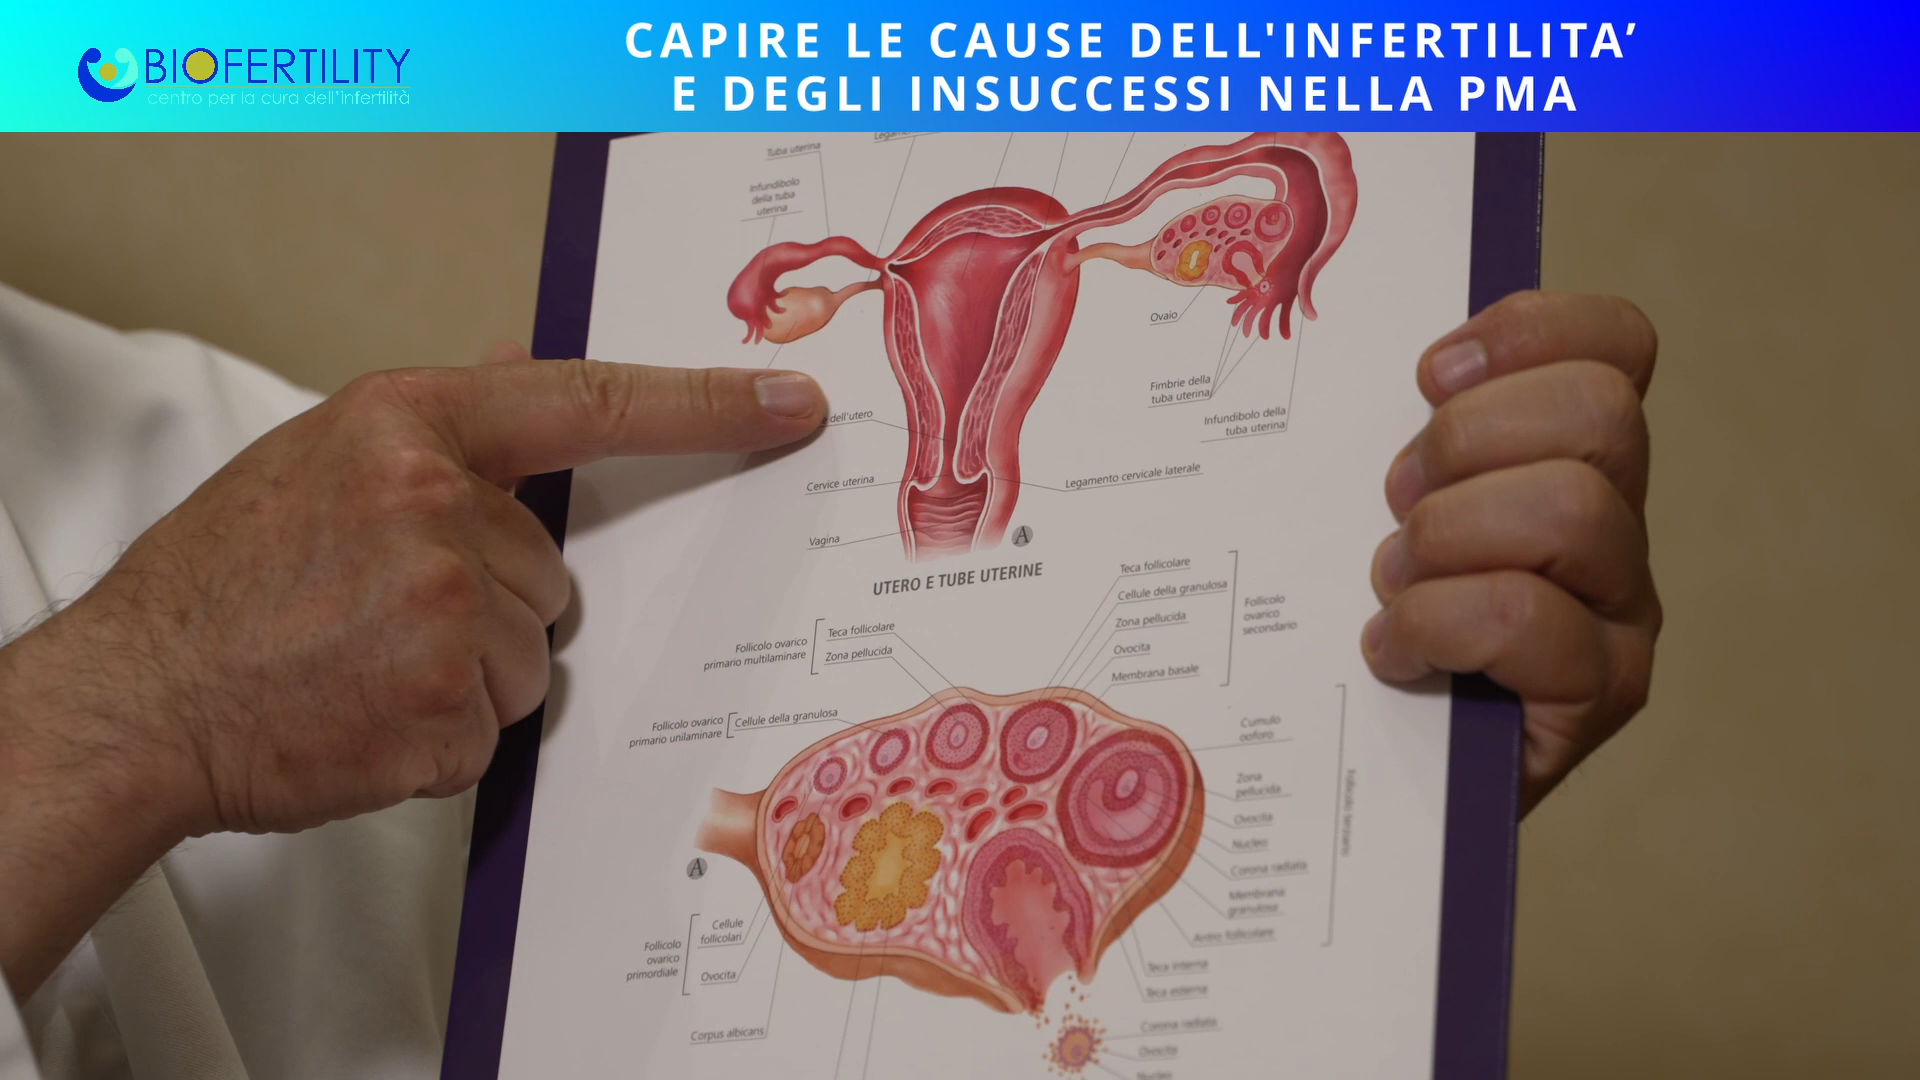 BIOFERTILITY
centro per la cura dell'infertilità
CAPIRE LE CAUSE DELL'INFERTILITA’
E DEGLI INSUCCESSI NELLA PMA
Tuba uterina
Infundibolo
della tuba
uterina
Ovaio
Fimbrie della
tuba uterina
Infundibolo della
tuba uterina
dell'utero
Cervice uterina
Legamento cervicale laterale
Vagina
A
UTERO E TUBE UTERINE
Teca follicolare
Cellule della granulosa
Zona pellucida
Ovocita
Membrana basale
Follicolo
ovarico
secondario
Follicolo ovarico
primario multilaminare
Teca follicolare
Zona pellucida
Follicolo ovarico
primario unilaminare
Cellule della granulosa
Cumulo
ooforo
Zona
pellucida
Ovocita
Nucleo
Corona radiata
Membrana
granulosa
Antro follicolare
Follicolo terziario
Teca interna
Teca esterna
Corona radiata
Ovocita
Nucleo
A
Follicolo
ovarico
primordiale
Cellule
follicolari
Ovocita
Corpus albicans